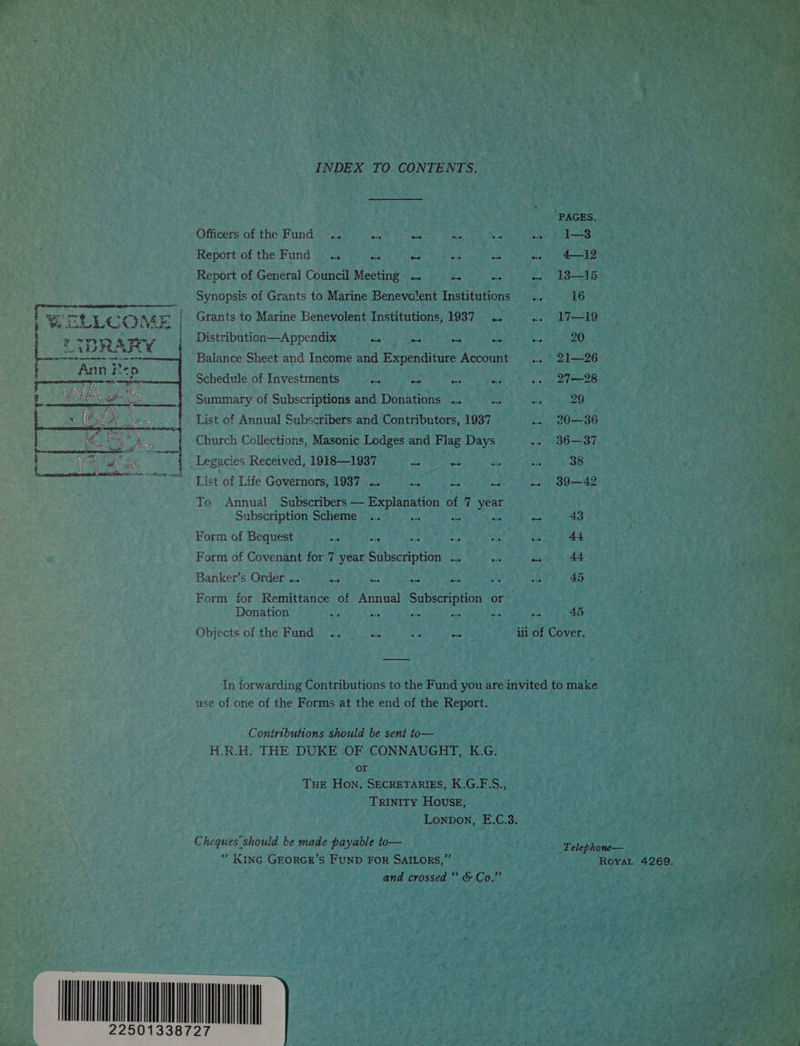 INDEX TO CONTENTS.
PAGES.
Officers of the Fund .. .. .. .. .. .. 1—3
Report of the Fund .. .. .. .. .. .. 4—12
Report of General Council Meeting .. .. .. .. 13—15
Synopsis of Grants to Marine Benevolent Institutions .. 16
Grants to Marine Benevolent Institutions, 1937 .. .. 17—19
Distribution—Appendix .. .. .. .. .. 20
Balance Sheet and Income and Expenditure Account .. 21—26
Schedule of Investments .. .. .. .. .. 27—28
Summary of Subscriptions and Donations .. .. .. 29
List of Annual Subscribers and Contributors, 1937 .. 30—36
Church Collections, Masonic Lodges and Flag Days .. 36—37
Legacies Received, 1918—1937 .. .. .. .. 38
List of Life Governors, 1937 .. .. .. .. .. 39—42
To Annual Subscribers — Explanation of 7 year
Subscription Scheme .. .. .. .. .. 43
Form of Bequest .. .. .. .. .. .. 44
Form of Covenant for 7 year Subscription .. .. .. 44
Banker's Order .. .. .. .. .. .. .. 45
Form for Remittance of Annual Subscription or
Donation .. .. .. .. .. .. 45
Objects of the Fund .. .. .. .. iii of Cover.
In forwarding Contributions to the Fund you are invited to make
use of one of the Forms at the end of the Report.
Contributions should be sent to—
H.R.H. THE DUKE OF CONNAUGHT, K.G.
or
THE HON. SECRETARIES, K.G.F.S.,
TRINITY HOUSE,
LONDON, E.C.3.
Cheques should be made payable to—
"KING GEORGE'S FUND FOR SAILORS,"
and crossed "& Co."
Telephone—
ROYAL 4269.
WELLCOME
LIBRARY
Ann Rep
22501338727